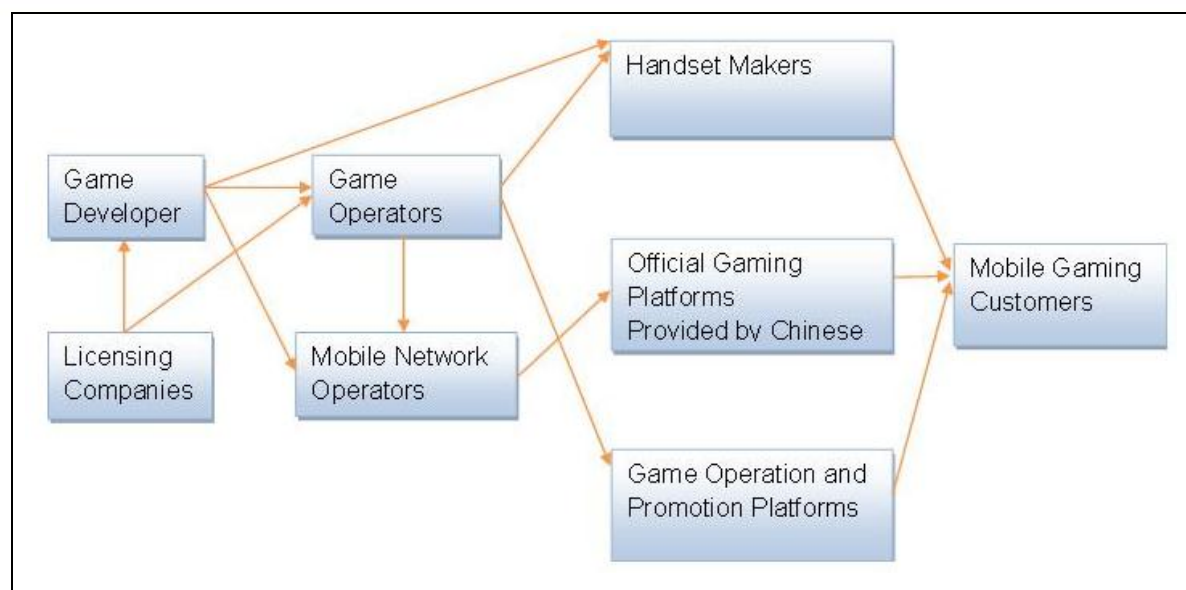 Handset Makers
Game
Developer
Game
Operators
Official Gaming
Platforms
Provided by Chinese
Mobile Gaming
Customers
Licensing
Companies
Mobile Network
Operators
Game Operation and
Promotion Platforms